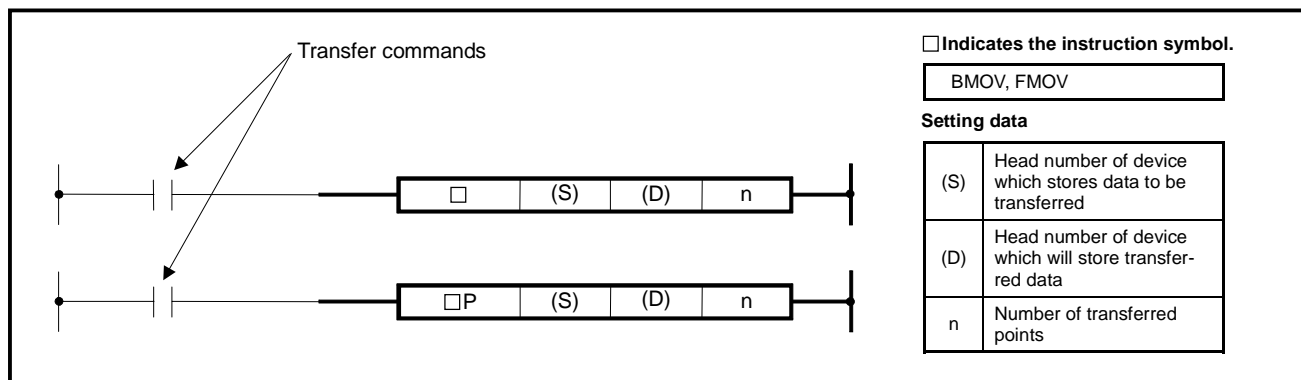 Transfer commands
□ (S) (D) n
□P (S) (D) n
□Indicates the instruction symbol.
BMOV, FMOV
Setting data
(S) Head number of device
which stores data to be
transferred
(D) Head number of device
which will store transfer-
red data
n Number of transferred
points